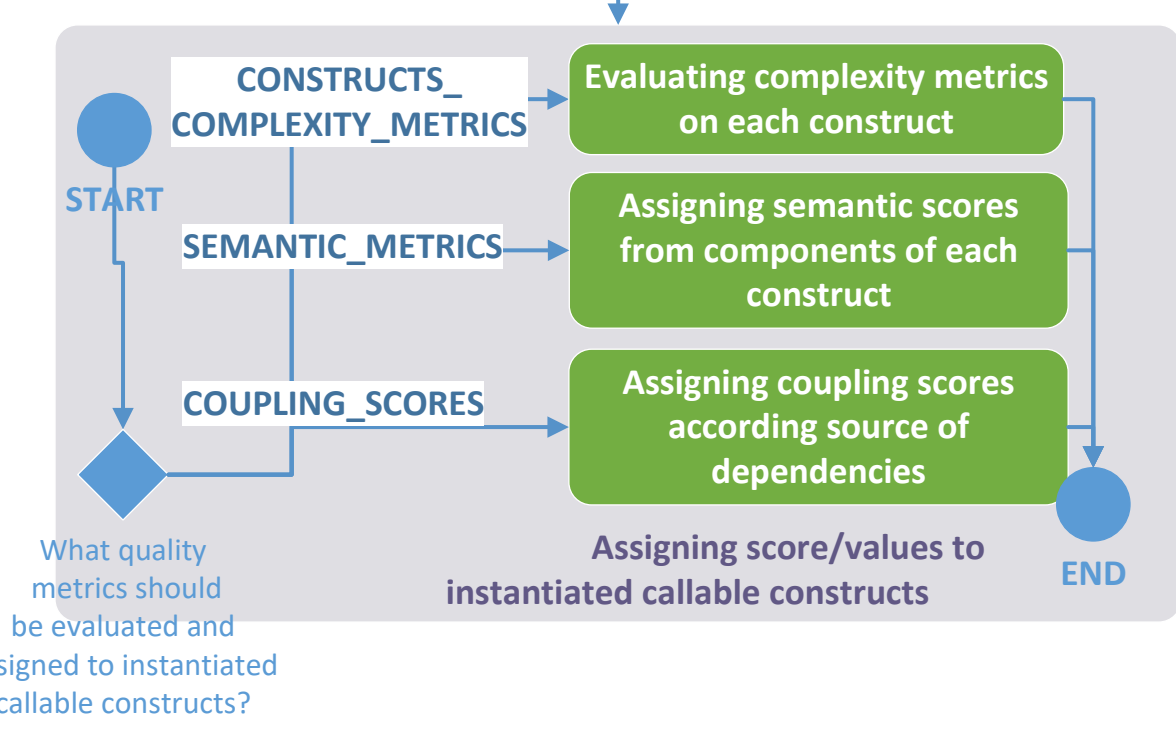 START
CONSTRUCTS_
COMPLEXITY_METRICS
Evaluating complexity metrics
on each construct
SEMANTIC_METRICS
Assigning semantic scores
from components of each
construct
COUPLING_SCORES
Assigning coupling scores
according source of
dependencies
What quality
metrics should
be evaluated and
signed to instantiated
callable constructs?
Assigning score/values to
instantiated callable constructs
END